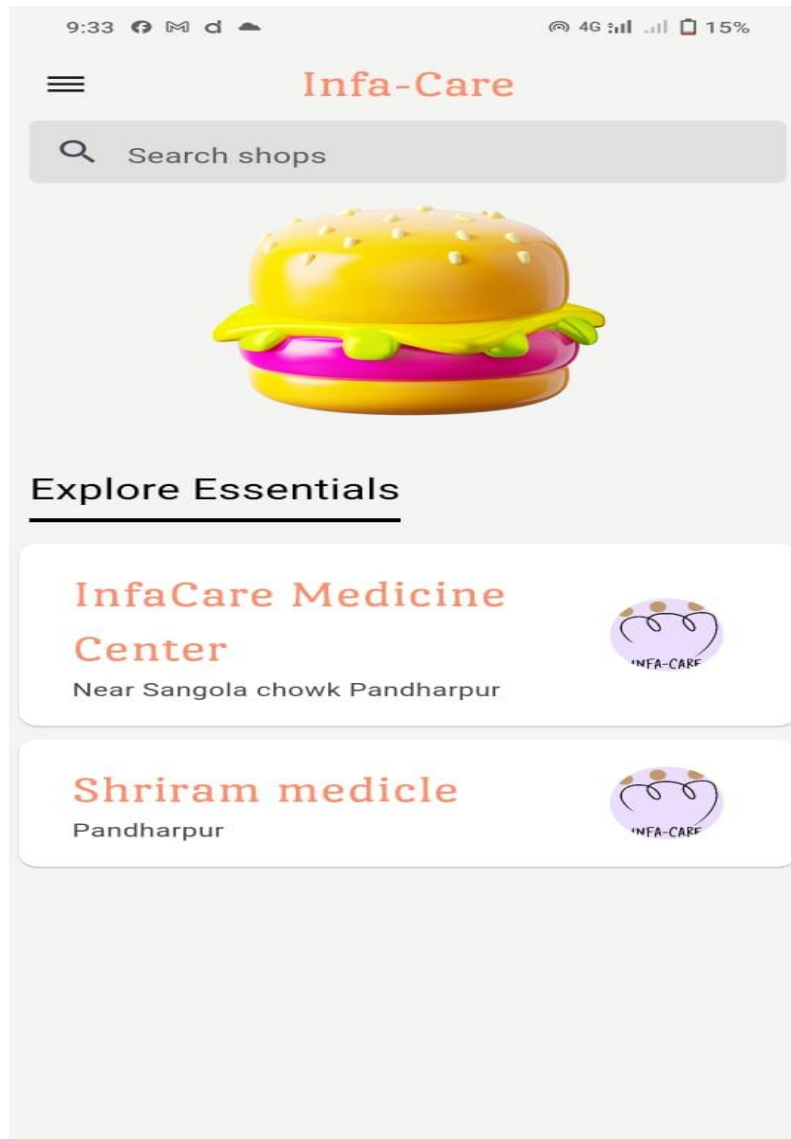 9:33 4G 15%
Infa-Care
Search shops
Explore Essentials
InfaCare Medicine
Center
Near Sangola chowk Pandharpur
INFA-CARE
Shriram medicle
Pandharpur
INFA-CARE